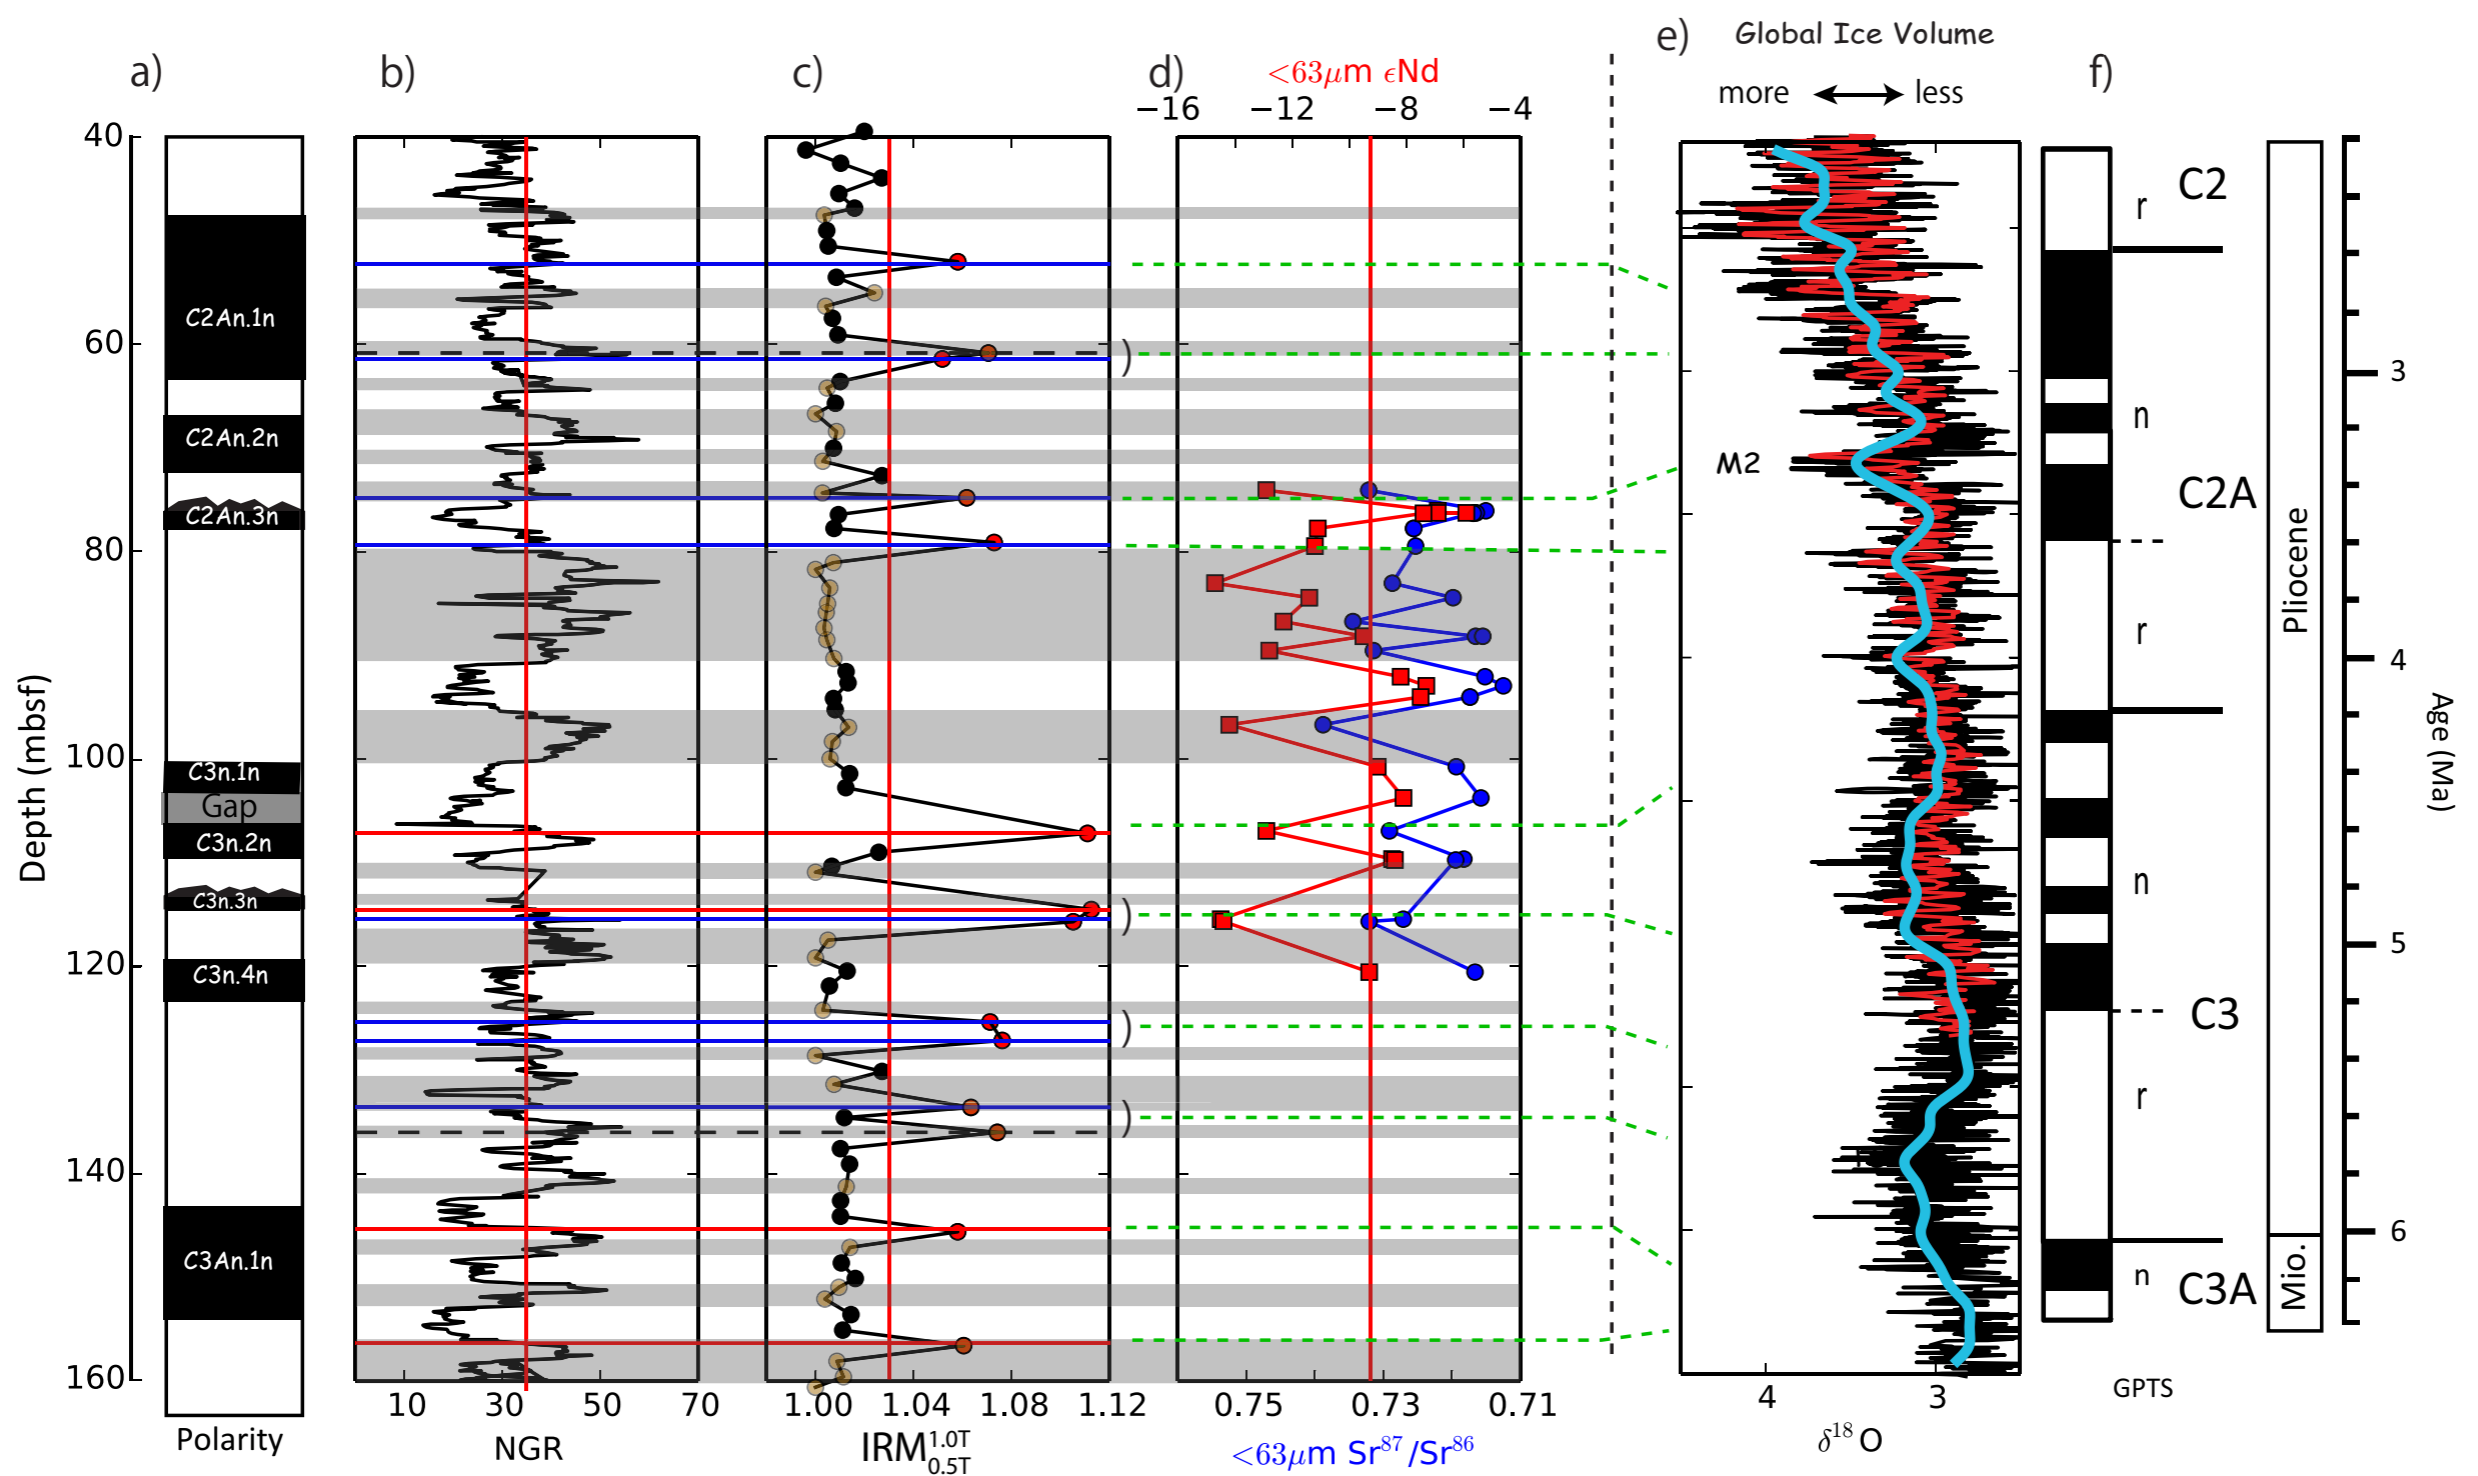 a)
b)
c)
d)
e)
f)
<63μm εNd
−16
−12
−8
−4
Global Ice Volume
more
less
Depth (mbsf)
40
60
80
100
120
140
160
C2An.1n
C2An.2n
C2An.3n
C3n.1n
Gap
C3n.2n
C3n.3n
C3n.4n
C3An.1n
Polarity
10
30
50
70
NGR
1.00
1.04
1.08
1.12
IRM 1.0T 0.5T
)
)
)
)
0.75
0.73
0.71
<63μm Sr⁸⁷/Sr⁸⁶
M2
4
3
δ¹⁸O
r
n
r
n
r
n
C2
C2A
C3
C3A
GPTS
Pliocene
Mio.
3
4
5
6
Age (Ma)